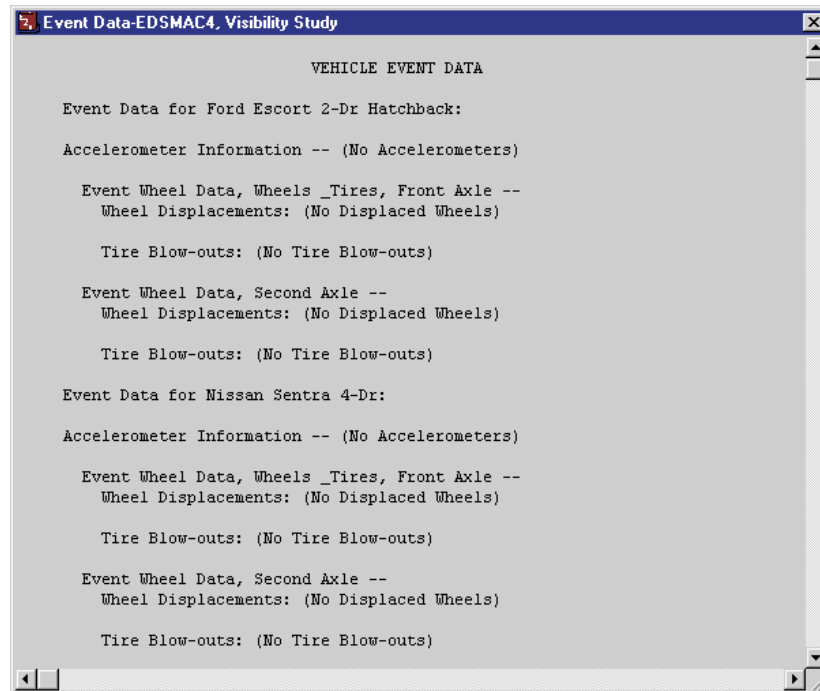 Event Data-EDSMAC4, Visibility Study
VEHICLE EVENT DATA
Event Data for Ford Escort 2-Dr Hatchback:
Accelerometer Information -- (No Accelerometers)
Event Wheel Data, Wheels _Tires, Front Axle --
Wheel Displacements: (No Displaced Wheels)
Tire Blow-outs: (No Tire Blow-outs)
Event Wheel Data, Second Axle --
Wheel Displacements: (No Displaced Wheels)
Tire Blow-outs: (No Tire Blow-outs)
Event Data for Nissan Sentra 4-Dr:
Accelerometer Information -- (No Accelerometers)
Event Wheel Data, Wheels _Tires, Front Axle --
Wheel Displacements: (No Displaced Wheels)
Tire Blow-outs: (No Tire Blow-outs)
Event Wheel Data, Second Axle --
Wheel Displacements: (No Displaced Wheels)
Tire Blow-outs: (No Tire Blow-outs)